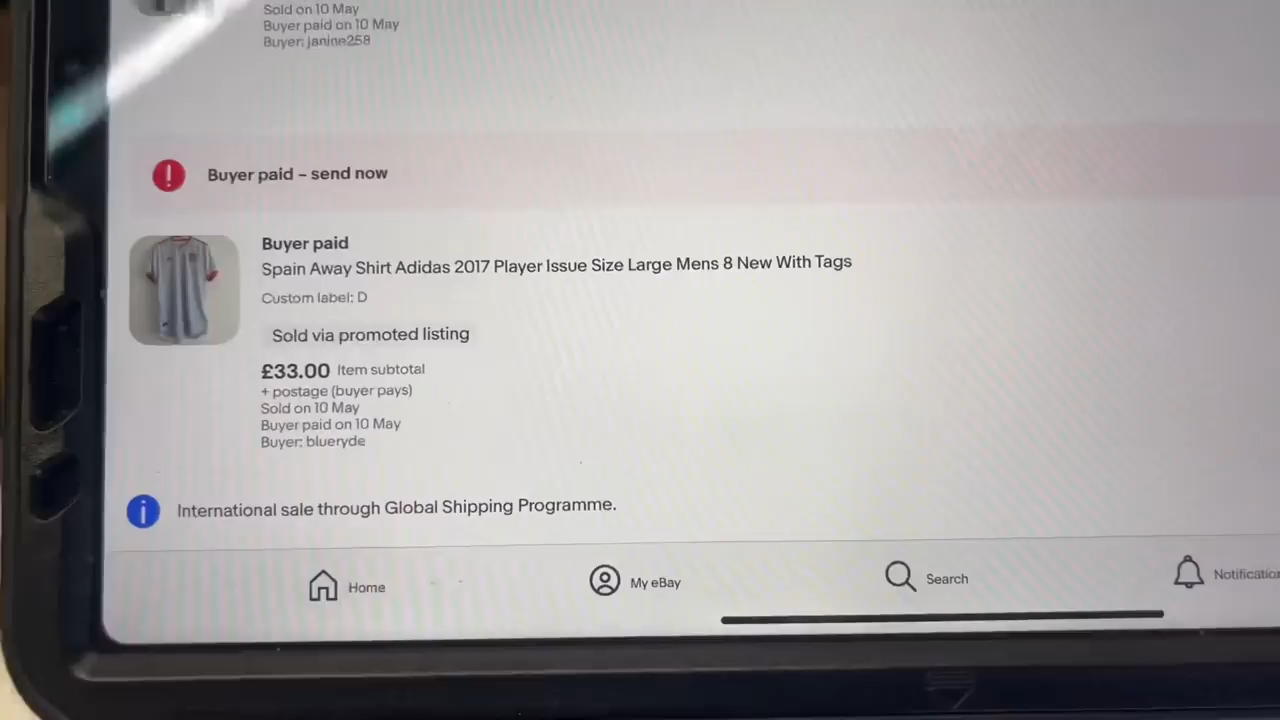 Sold on 10 May
Buyer paid on 10 May
Buyer: janine258
Buyer paid – send now
Buyer paid
Spain Away Shirt Adidas 2017 Player Issue Size Large Mens 8 New With Tags
Custom label: D
Sold via promoted listing
£33.00 Item subtotal
+ postage (buyer pays)
Sold on 10 May
Buyer paid on 10 May
Buyer: blueryde
International sale through Global Shipping Programme.
Home
My eBay
Search